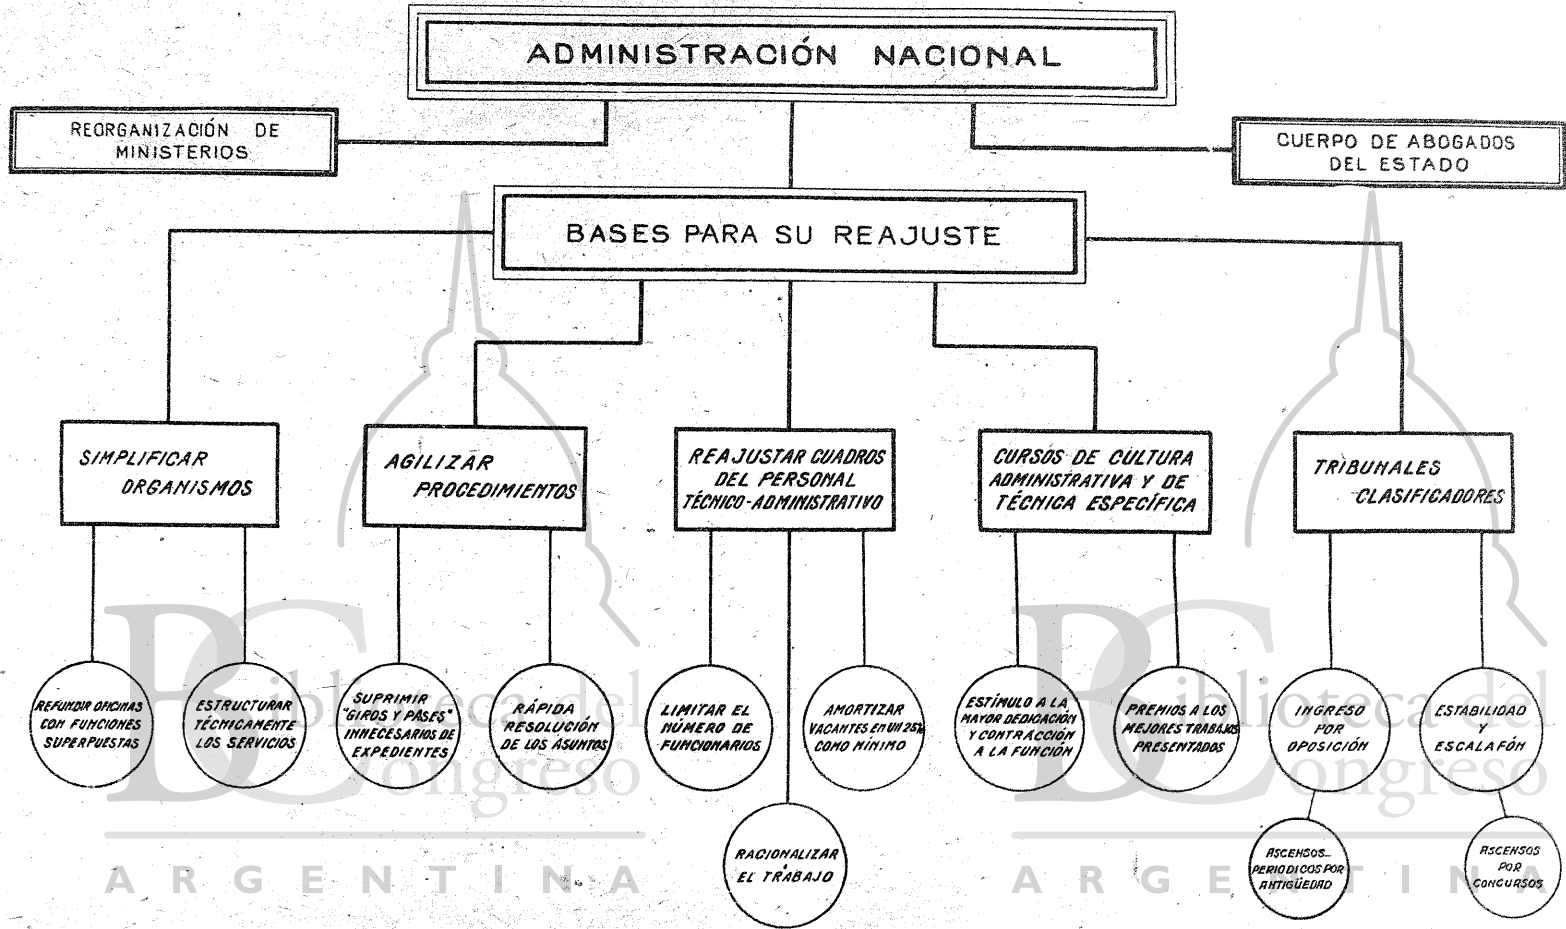 ADMINISTRACIÓN NACIONAL
REORGANIZACIÓN DE
MINISTERIOS
CUERPO DE ABOGADOS
DEL ESTADO
BASES PARA SU REAJUSTE
SIMPLIFICAR
ORGANISMOS
AGILIZAR
PROCEDIMIENTOS
REAJUSTAR CUADROS
DEL PERSONAL
TÉCNICO-ADMINISTRATIVO
CURSOS DE CULTURA
ADMINISTRATIVA Y DE
TÉCNICA ESPECÍFICA
TRIBUNALES
CLASIFICADORES
REFUNDIR OFICINAS
CON FUNCIONES
SUPERPUESTAS
ESTRUCTURAR
TÉCNICAMENTE
LOS SERVICIOS
SUPRIMIR
"GIROS Y PASES"
INNECESARIOS DE
EXPEDIENTES
RÁPIDA
RESOLUCIÓN
DE LOS ASUNTOS
LIMITAR EL
NÚMERO DE
FUNCIONARIOS
AMORTIZAR
VACANTES EN UN 25%
COMO MÍNIMO
ESTÍMULO A LA
MAYOR DEDICACIÓN
Y CONTRACCIÓN
A LA FUNCIÓN
PREMIOS A LOS
MEJORES TRABAJOS
PRESENTADOS
INGRESO
POR
OPOSICIÓN
ESTABILIDAD
Y
ESCALAFÓN
RACIONALIZAR
EL TRABAJO
ASCENSOS
PERIODICOS POR
ANTIGÜEDAD
ASCENSOS
POR
CONCURSOS
Biblioteca del
Congreso
ARGENTINA
Biblioteca del
Congreso
ARGENTINA